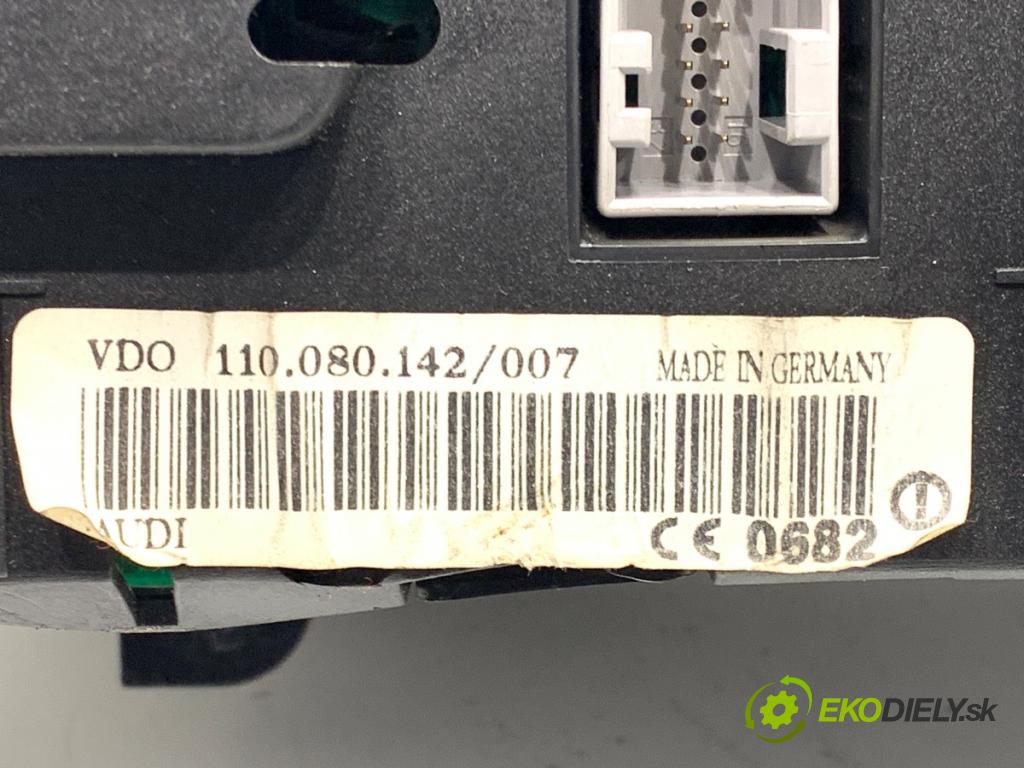 VDO 110.080.142/007 MADE IN GERMANY
AUDI CE 0682
EKODIELY.sk